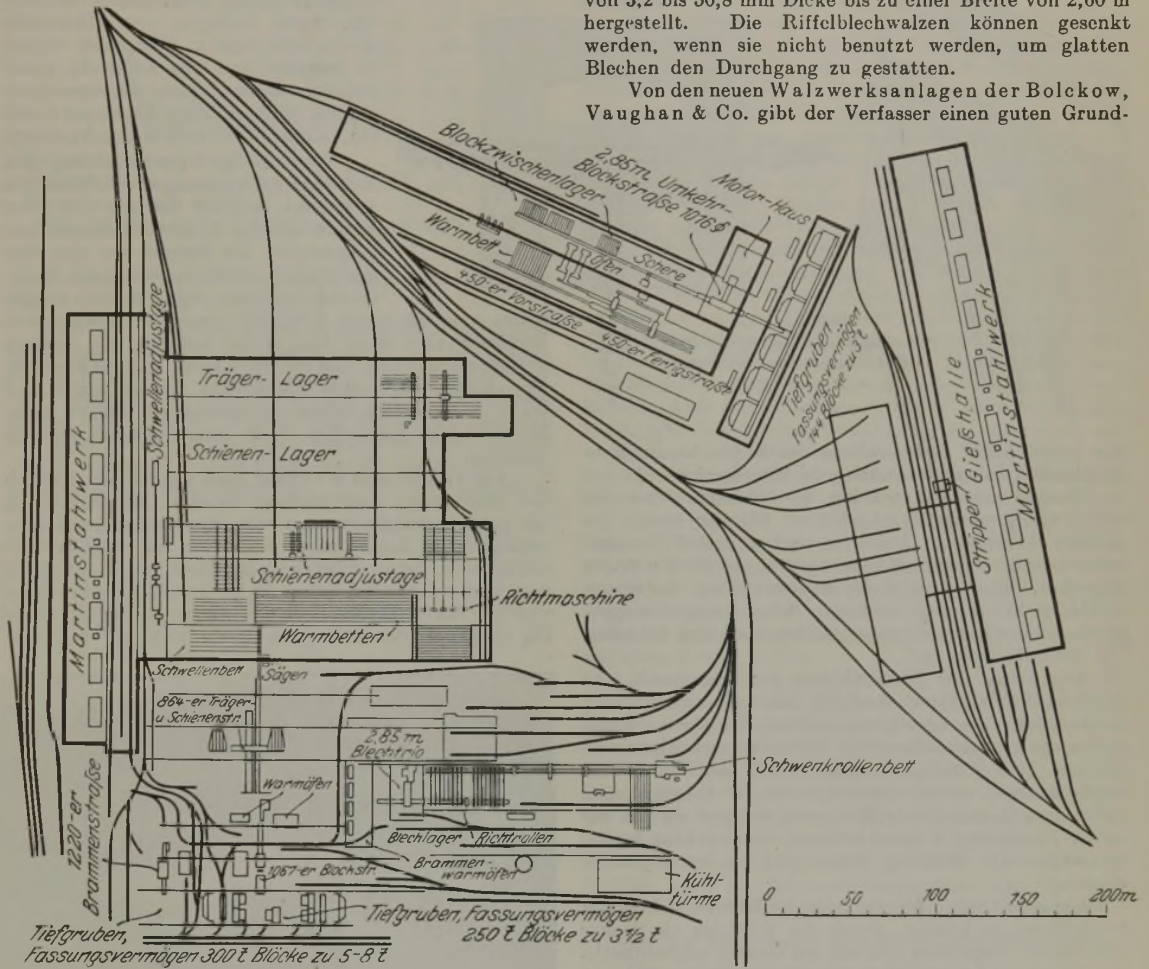 von 3,2 bis 50,8 mm Dicke bis zu einer Breite von 2,60 m
hergestellt. Die Riffelblechwalzen können gesenkt
werden, wenn sie nicht benutzt werden, um glatten
Blechen den Durchgang zu gestatten.
Von den neuen Walzwerksanlagen der Bolckow,
Vaughan & Co. gibt der Verfasser einen guten Grund-
Blockzwischenlager
2,85 m Umkehr-
Blockstraße 1016 ϕ
Motor-Haus
Warmbett
Öfen
Schere
450-er Vorstraße
450-er Fertigstraße
Tiefgruben
Fassungsvermögen
144 Blöcke zu 3 t
Stripper
Gießhalle
Martinstahlwerk
Martinstahlwerk
Schwellenadjustage
Träger-Lager
Schienen-Lager
Schienenadjustage
Richtmaschine
Warmbetten
Schwellenbett
Sägen
864-er Träger-
u Schienenstr.
2,85 m
Blechtrio
Schwenkrollenbett
Warmöfen
Blechlager
Richtrollen
1220-er
Brammenstraße
1067-er Blockstr.
Brammen-
warmöfen
Kühl-
türme
0 50 100 150 200m
Tiefgruben, Fassungsvermögen
250 t Blöcke zu 3 1/2 t
Tiefgruben,
Fassungsvermögen 300 t Blöcke zu 5-8 t